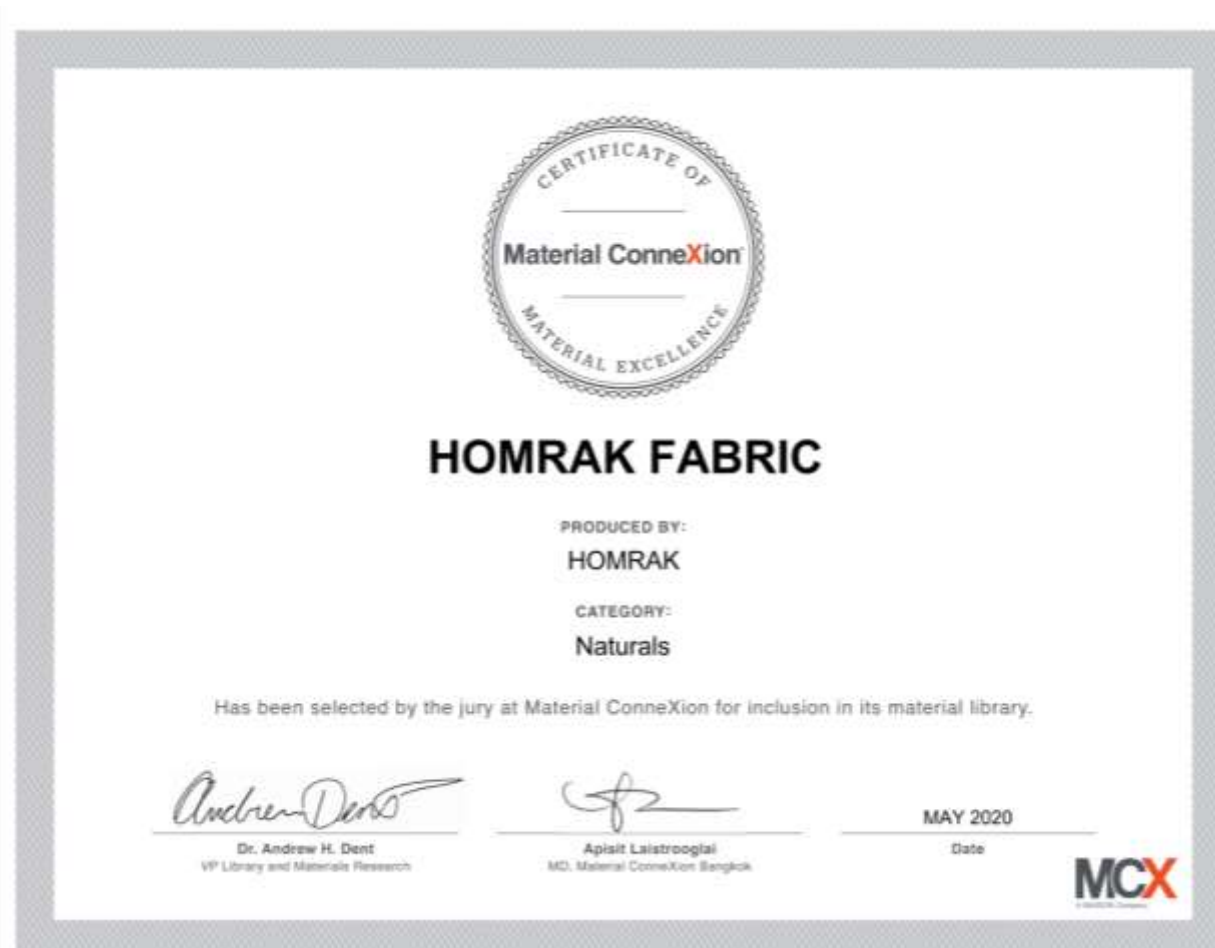 CERTIFICATE OF
Material ConneXion
MATERIAL EXCELLENCE
HOMRAK FABRIC
PRODUCED BY:
HOMRAK
CATEGORY:
Naturals
Has been selected by the jury at Material ConneXion for inclusion in its material library.
Andrew Dent
Dr. Andrew H. Dent
VP Library and Materials Research
Apisit Laistrooglai
MD, Material ConneXion Bangkok
MAY 2020
Date
MCX